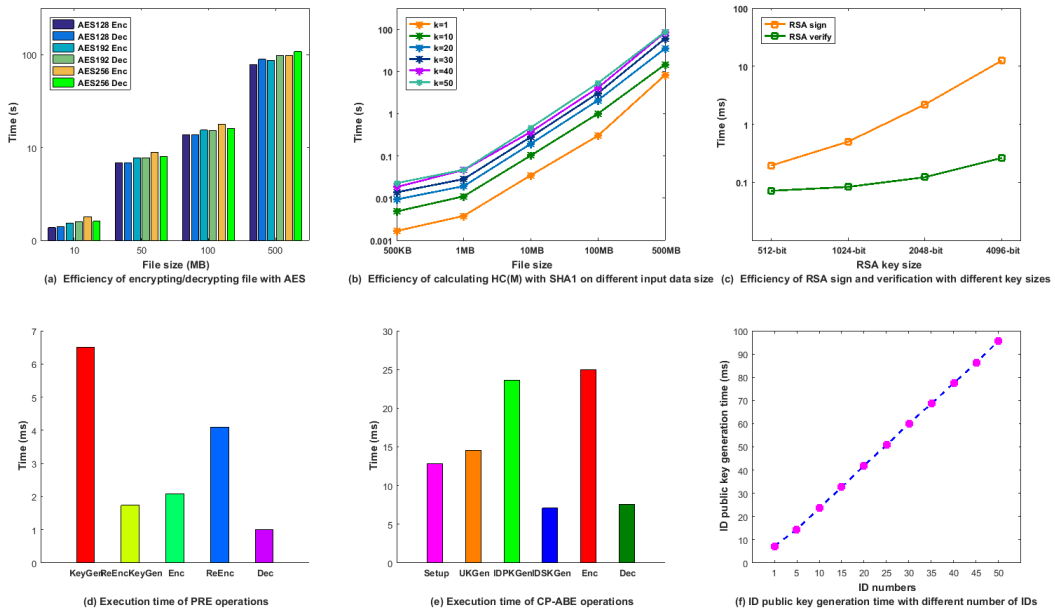 AES128 Enc
AES128 Dec
AES192 Enc
AES192 Dec
AES256 Enc
AES256 Dec
100
10
0
Time (s)
10
50
100
500
File size (MB)
(a) Efficiency of encrypting/decrypting file with AES
k=1
k=10
k=20
k=30
k=40
k=50
100
10
1
0.1
0.01
0.001
Time (s)
500KB
1MB
10MB
100MB
500MB
File size
(b) Efficiency of calculating HC(M) with SHA1 on different input data size
RSA sign
RSA verify
100
10
1
0.1
Time (ms)
512-bit
1024-bit
2048-bit
4096-bit
RSA key size
(c) Efficiency of RSA sign and verification with different key sizes
7
6
5
4
3
2
1
0
Time (ms)
KeyGen
ReEncKeyGen
Enc
ReEnc
Dec
(d) Execution time of PRE operations
30
25
20
15
10
5
0
Time (ms)
Setup
UKGen
IDPKGen
IDSKGen
Enc
Dec
(e) Execution time of CP-ABE operations
100
90
80
70
60
50
40
30
20
10
0
ID public key generation time (ms)
1
5
10
15
20
25
30
35
40
45
50
ID numbers
(f) ID public key generation time with different number of IDs